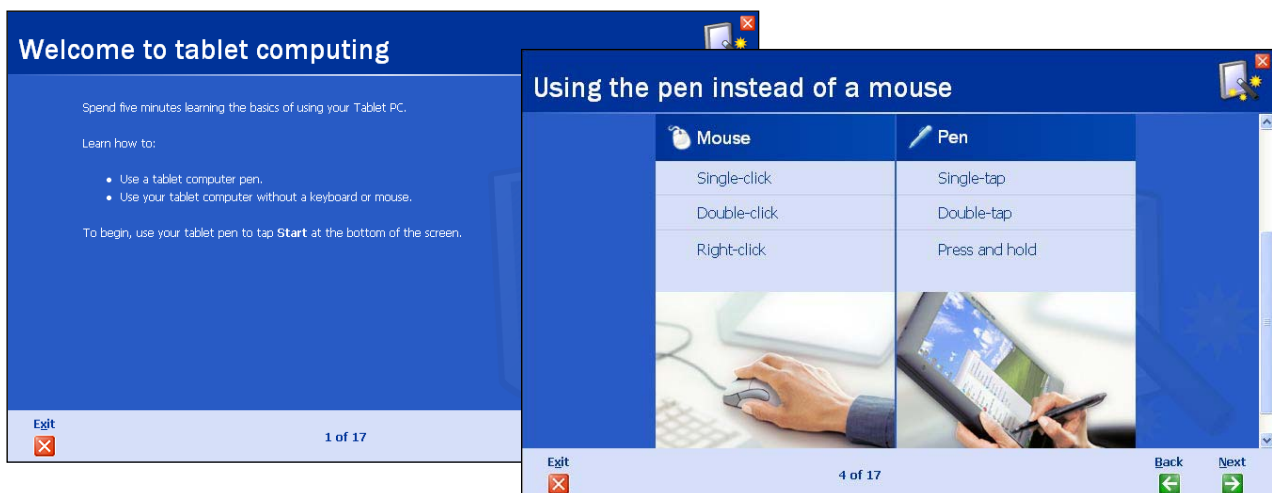 Welcome to tablet computing
Spend five minutes learning the basics of using your Tablet PC.
Learn how to:
• Use a tablet computer pen.
• Use your tablet computer without a keyboard or mouse.
To begin, use your tablet pen to tap Start at the bottom of the screen.
Exit
1 of 17
Using the pen instead of a mouse
Mouse
Pen
Single-click
Single-tap
Double-click
Double-tap
Right-click
Press and hold
Exit
4 of 17
Back
Next